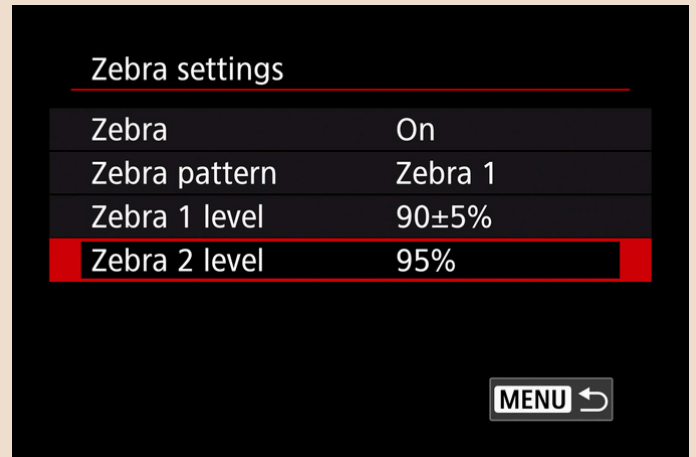 Zebra settings
Zebra On
Zebra pattern Zebra 1
Zebra 1 level 90±5%
Zebra 2 level 95%
MENU